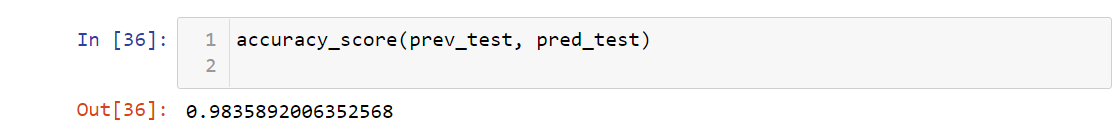 In [36]: 1 accuracy_score(prev_test, pred_test)
2
Out[36]: 0.9835892006352568